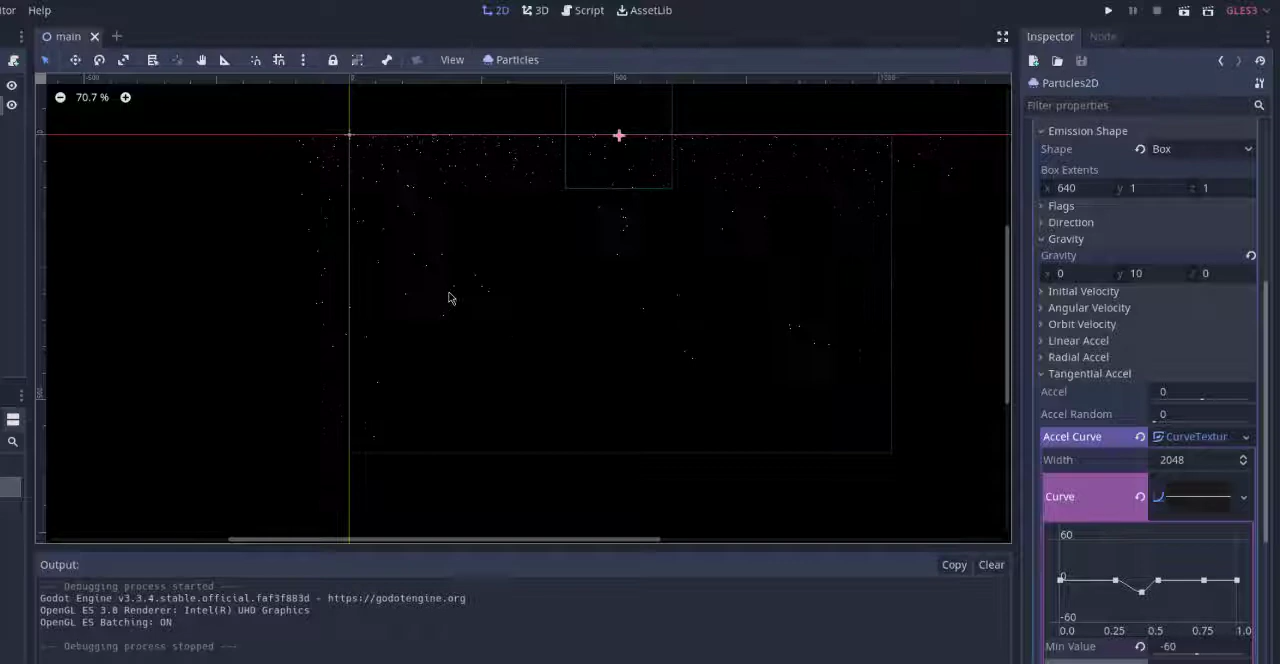 tor Help 2D 3D Script AssetLib GLES3
main
Inspector Node
View Particles
Particles2D
70.7 %
Filter properties
Emission Shape
Shape Box
Box Extents
x 640 y 1 z 1
Flags
Direction
Gravity
Gravity
x 0 y 10 z 0
Initial Velocity
Angular Velocity
Orbit Velocity
Linear Accel
Radial Accel
Tangential Accel
Accel 0
Accel Random 0
Accel Curve CurveTextur
Width 2048
Curve
60
0
-60
0.0 0.25 0.5 0.75 1.0
Min Value -60
Output: Copy Clear
--- Debugging process started ---
Godot Engine v3.3.4.stable.official.faf3f883d - https://godotengine.org
OpenGL ES 3.0 Renderer: Intel(R) UHD Graphics
OpenGL ES Batching: ON
--- Debugging process stopped ---